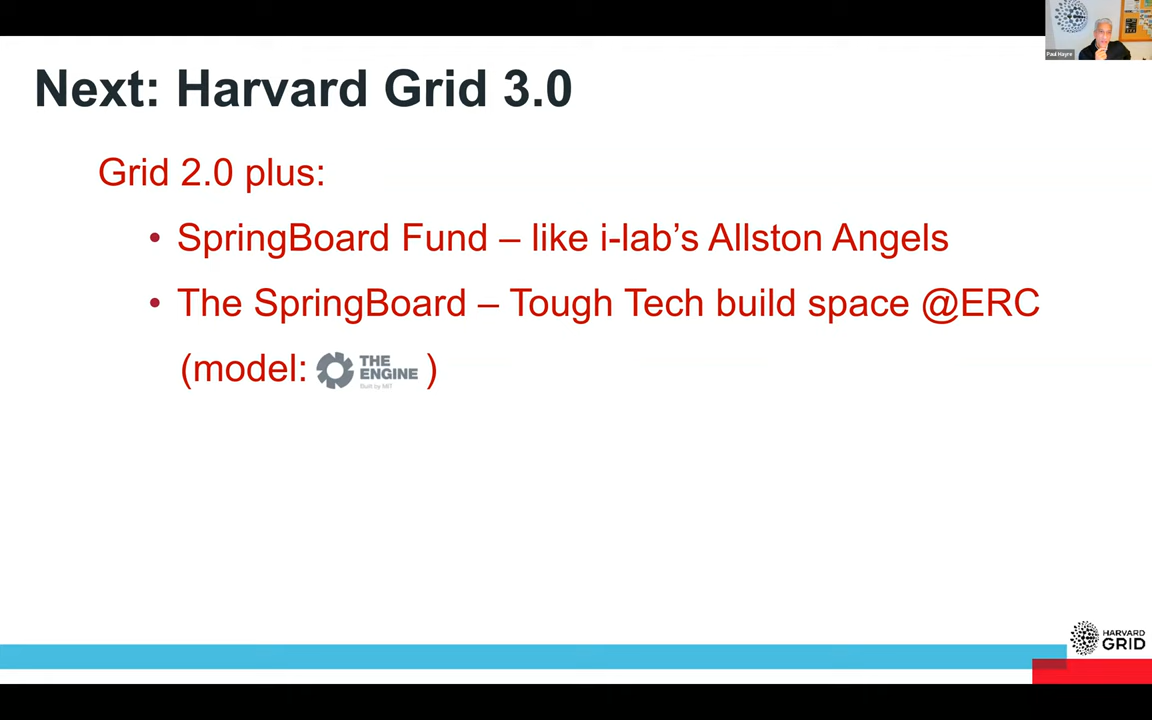 Paul Hayre
Next: Harvard Grid 3.0
Grid 2.0 plus:
• SpringBoard Fund – like i-lab’s Allston Angels
• The SpringBoard – Tough Tech build space @ERC
(model: THE ENGINE Built by MIT )
HARVARD
GRID